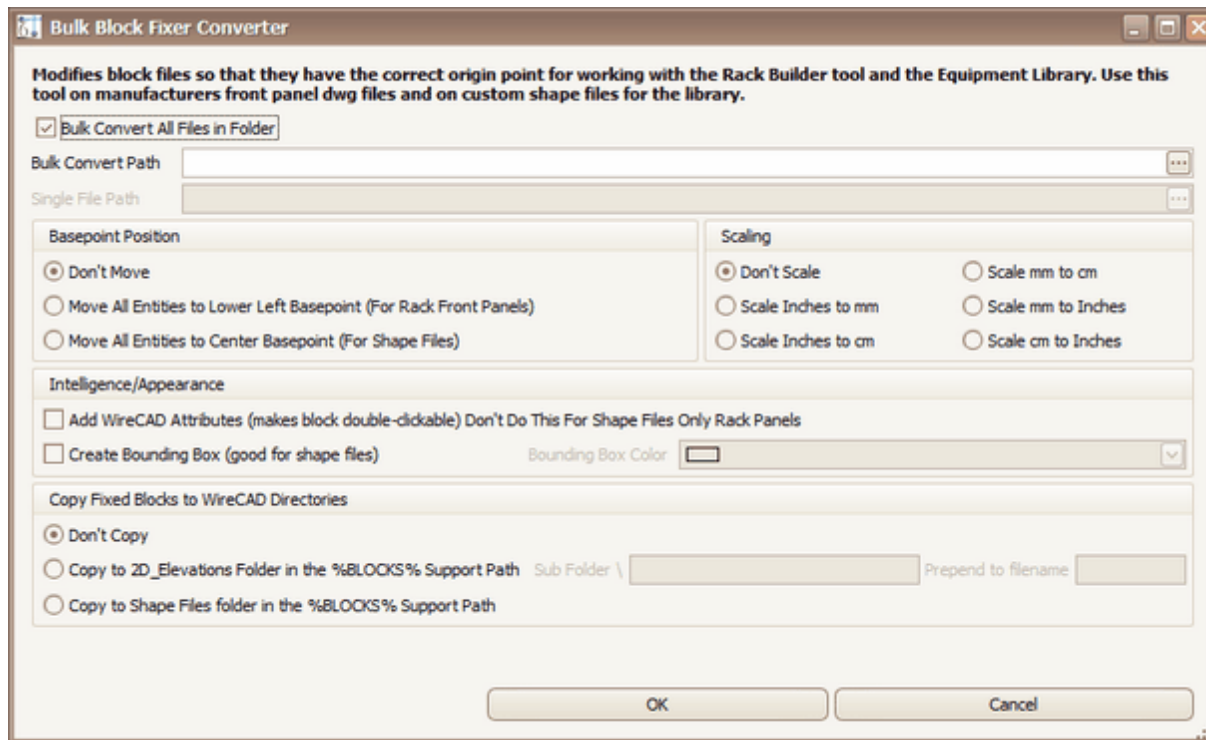 Bulk Block Fixer Converter
Modifies block files so that they have the correct origin point for working with the Rack Builder tool and the Equipment Library. Use this
tool on manufacturers front panel dwg files and on custom shape files for the library.
Bulk Convert All Files in Folder
Bulk Convert Path ...
Single File Path ...
Basepoint Position
Don't Move
Move All Entities to Lower Left Basepoint (For Rack Front Panels)
Move All Entities to Center Basepoint (For Shape Files)
Scaling
Don't Scale Scale mm to cm
Scale Inches to mm Scale mm to Inches
Scale Inches to cm Scale cm to Inches
Intelligence/Appearance
Add WireCAD Attributes (makes block double-clickable) Don't Do This For Shape Files Only Rack Panels
Create Bounding Box (good for shape files) Bounding Box Color
Copy Fixed Blocks to WireCAD Directories
Don't Copy
Copy to 2D_Elevations Folder in the %BLOCKS% Support Path Sub Folder \ Prepend to filename
Copy to Shape Files folder in the %BLOCKS% Support Path
OK Cancel